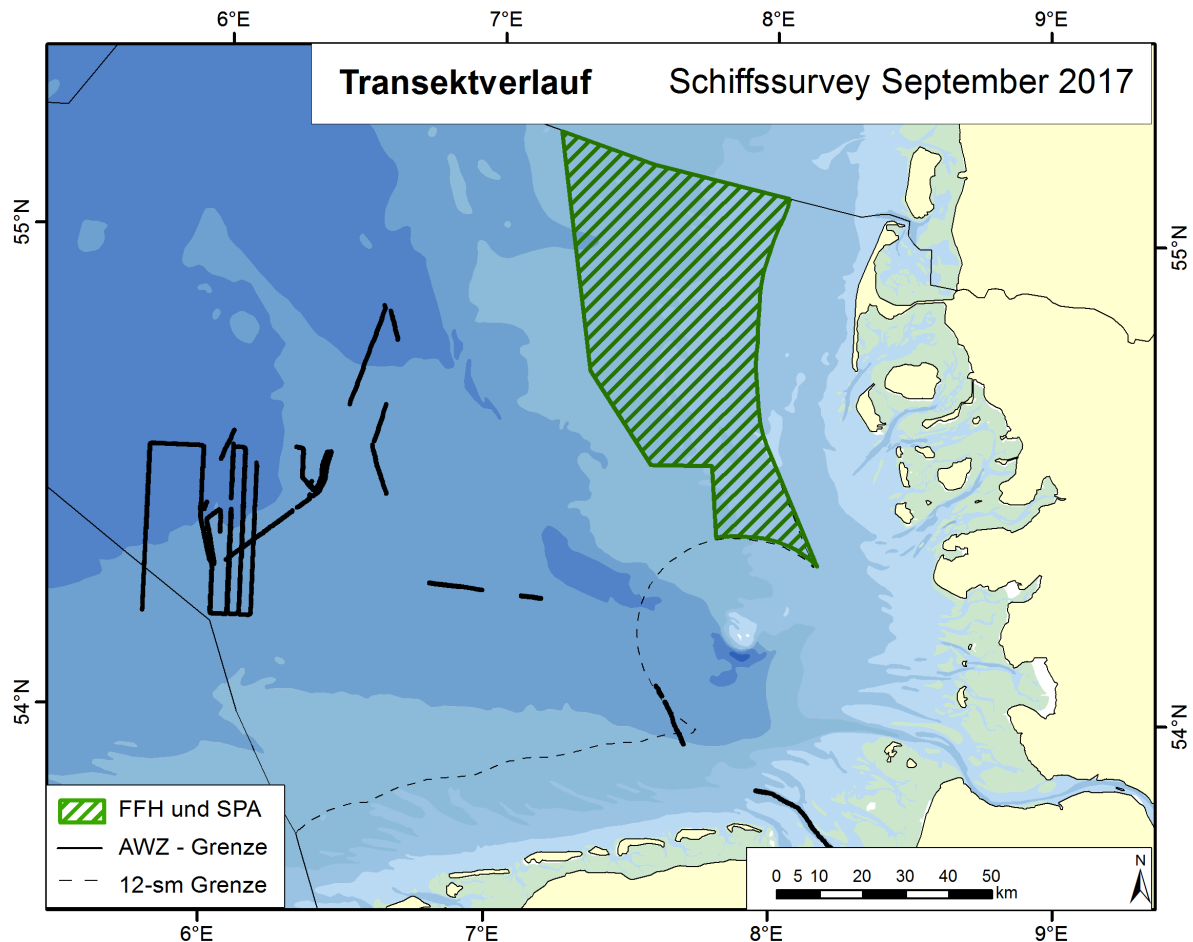 6°E 7°E 8°E 9°E
Transektverlauf Schiffssurvey September 2017
55°N 55°N
54°N 54°N
FFH und SPA
AWZ - Grenze
12-sm Grenze
N
0 5 10 20 30 40 50
km
6°E 7°E 8°E 9°E